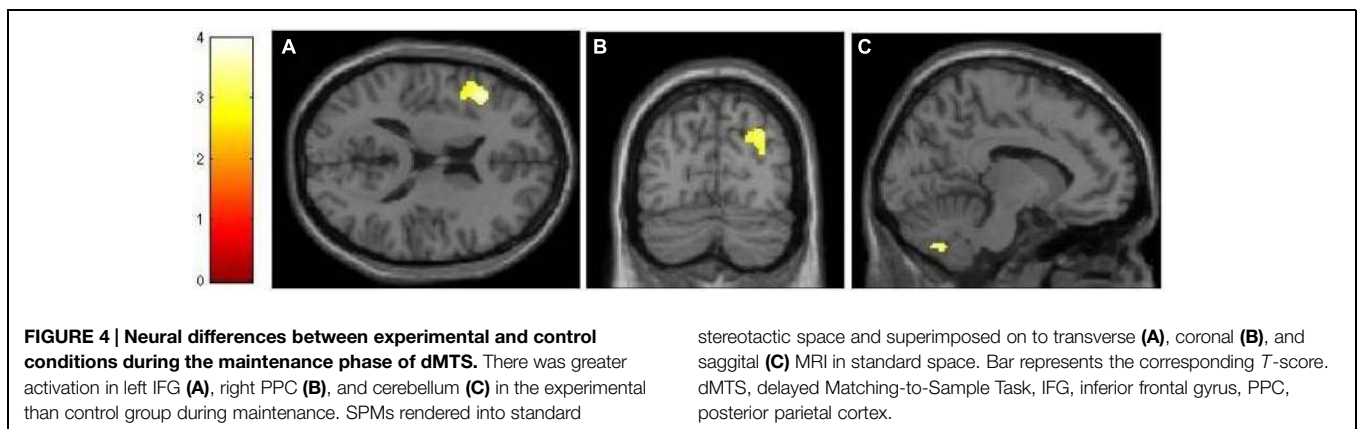 4
3
2
1
0
A
B
C
FIGURE 4 | Neural differences between experimental and control
conditions during the maintenance phase of dMTS. There was greater
activation in left IFG (A), right PPC (B), and cerebellum (C) in the experimental
than control group during maintenance. SPMs rendered into standard
stereotactic space and superimposed on to transverse (A), coronal (B), and
saggital (C) MRI in standard space. Bar represents the corresponding T-score.
dMTS, delayed Matching-to-Sample Task, IFG, inferior frontal gyrus, PPC,
posterior parietal cortex.